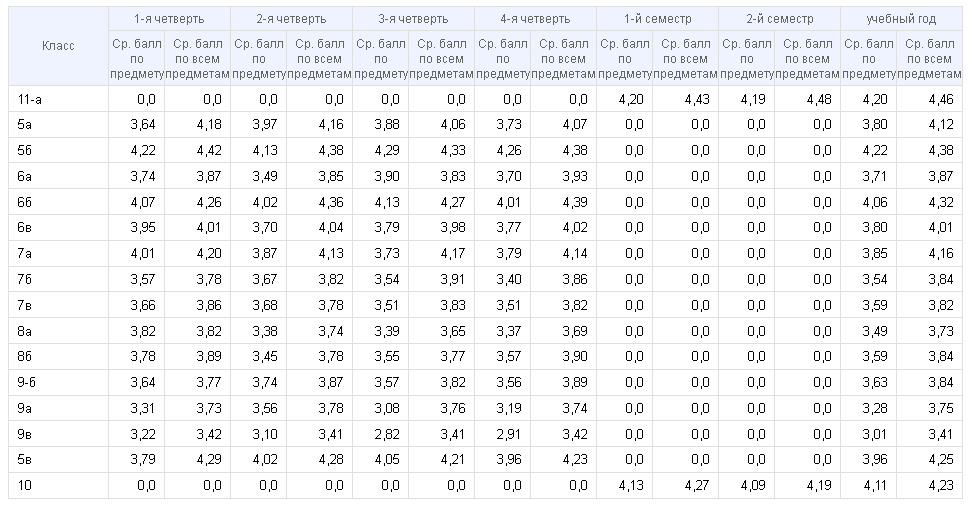 Класс 1-я четверть 2-я четверть 3-я четверть 4-я четверть 1-й семестр 2-й семестр учебный год
Ср. балл по предмету Ср. балл по всем предметам Ср. балл по предмету Ср. балл по всем предметам Ср. балл по предмету Ср. балл по всем предметам Ср. балл по предмету Ср. балл по всем предметам Ср. балл по предмету Ср. балл по всем предметам Ср. балл по предмету Ср. балл по всем предметам Ср. балл по предмету Ср. балл по всем предметам
11-а 0,0 0,0 0,0 0,0 0,0 0,0 0,0 0,0 4,20 4,43 4,19 4,48 4,20 4,46
5а 3,64 4,18 3,97 4,16 3,88 4,06 3,73 4,07 0,0 0,0 0,0 0,0 3,80 4,12
5б 4,22 4,42 4,13 4,38 4,29 4,33 4,26 4,38 0,0 0,0 0,0 0,0 4,22 4,38
6а 3,74 3,87 3,49 3,85 3,90 3,83 3,70 3,93 0,0 0,0 0,0 0,0 3,71 3,87
6б 4,07 4,26 4,02 4,36 4,13 4,27 4,01 4,39 0,0 0,0 0,0 0,0 4,06 4,32
6в 3,95 4,01 3,70 4,04 3,79 3,98 3,77 4,02 0,0 0,0 0,0 0,0 3,80 4,01
7а 4,01 4,20 3,87 4,13 3,73 4,17 3,79 4,14 0,0 0,0 0,0 0,0 3,85 4,16
7б 3,57 3,78 3,67 3,82 3,54 3,91 3,40 3,86 0,0 0,0 0,0 0,0 3,54 3,84
7в 3,66 3,86 3,68 3,78 3,51 3,83 3,51 3,82 0,0 0,0 0,0 0,0 3,59 3,82
8а 3,82 3,82 3,38 3,74 3,39 3,65 3,37 3,69 0,0 0,0 0,0 0,0 3,49 3,73
8б 3,78 3,89 3,45 3,78 3,55 3,77 3,57 3,90 0,0 0,0 0,0 0,0 3,59 3,84
9-б 3,64 3,77 3,74 3,87 3,57 3,82 3,56 3,89 0,0 0,0 0,0 0,0 3,63 3,84
9а 3,31 3,73 3,56 3,78 3,08 3,76 3,19 3,74 0,0 0,0 0,0 0,0 3,28 3,75
9в 3,22 3,42 3,10 3,41 2,82 3,41 2,91 3,42 0,0 0,0 0,0 0,0 3,01 3,41
5в 3,79 4,29 4,02 4,28 4,05 4,21 3,96 4,23 0,0 0,0 0,0 0,0 3,96 4,25
10 0,0 0,0 0,0 0,0 0,0 0,0 0,0 0,0 4,13 4,27 4,09 4,19 4,11 4,23